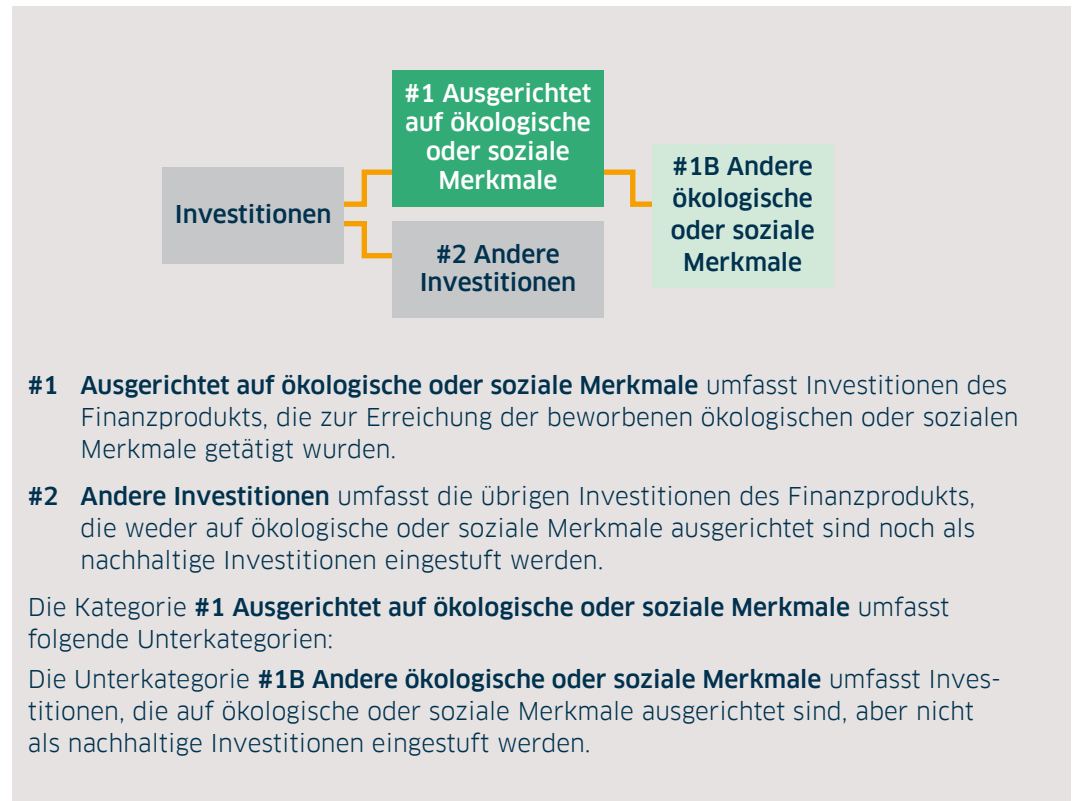 #1 Ausgerichtet
auf ökologische
oder soziale
Merkmale
#1B Andere
ökologische
oder soziale
Merkmale
Investitionen
#2 Andere
Investitionen
#1 Ausgerichtet auf ökologische oder soziale Merkmale umfasst Investitionen des
Finanzprodukts, die zur Erreichung der beworbenen ökologischen oder sozialen
Merkmale getätigt wurden.
#2 Andere Investitionen umfasst die übrigen Investitionen des Finanzprodukts,
die weder auf ökologische oder soziale Merkmale ausgerichtet sind noch als
nachhaltige Investitionen eingestuft werden.
Die Kategorie #1 Ausgerichtet auf ökologische oder soziale Merkmale umfasst
folgende Unterkategorien:
Die Unterkategorie #1B Andere ökologische oder soziale Merkmale umfasst Inves-
titionen, die auf ökologische oder soziale Merkmale ausgerichtet sind, aber nicht
als nachhaltige Investitionen eingestuft werden.